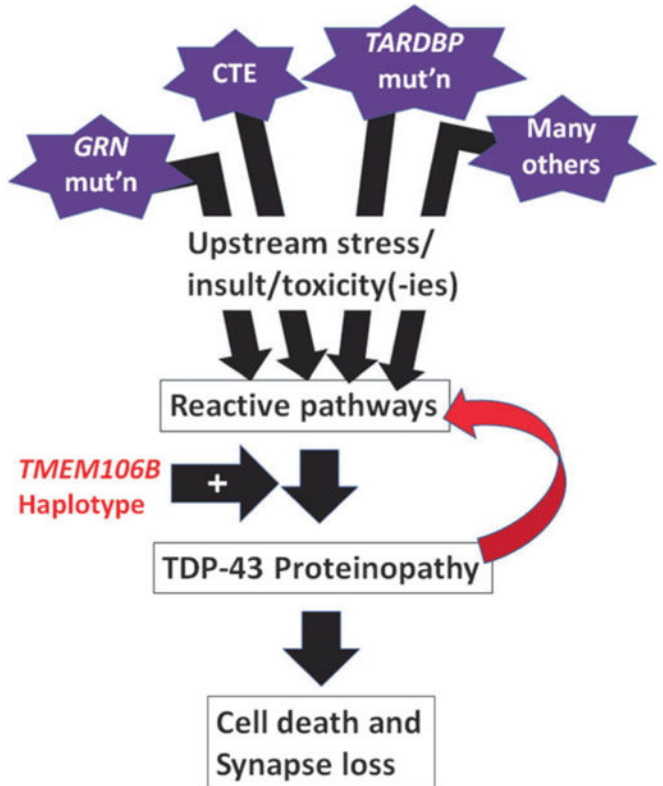 CTE
TARDBP
mut'n
GRN
mut'n
Many
others
Upstream stress/
insult/toxicity(-ies)
Reactive pathways
TMEM106B
Haplotype
+
TDP-43 Proteinopathy
Cell death and
Synapse loss